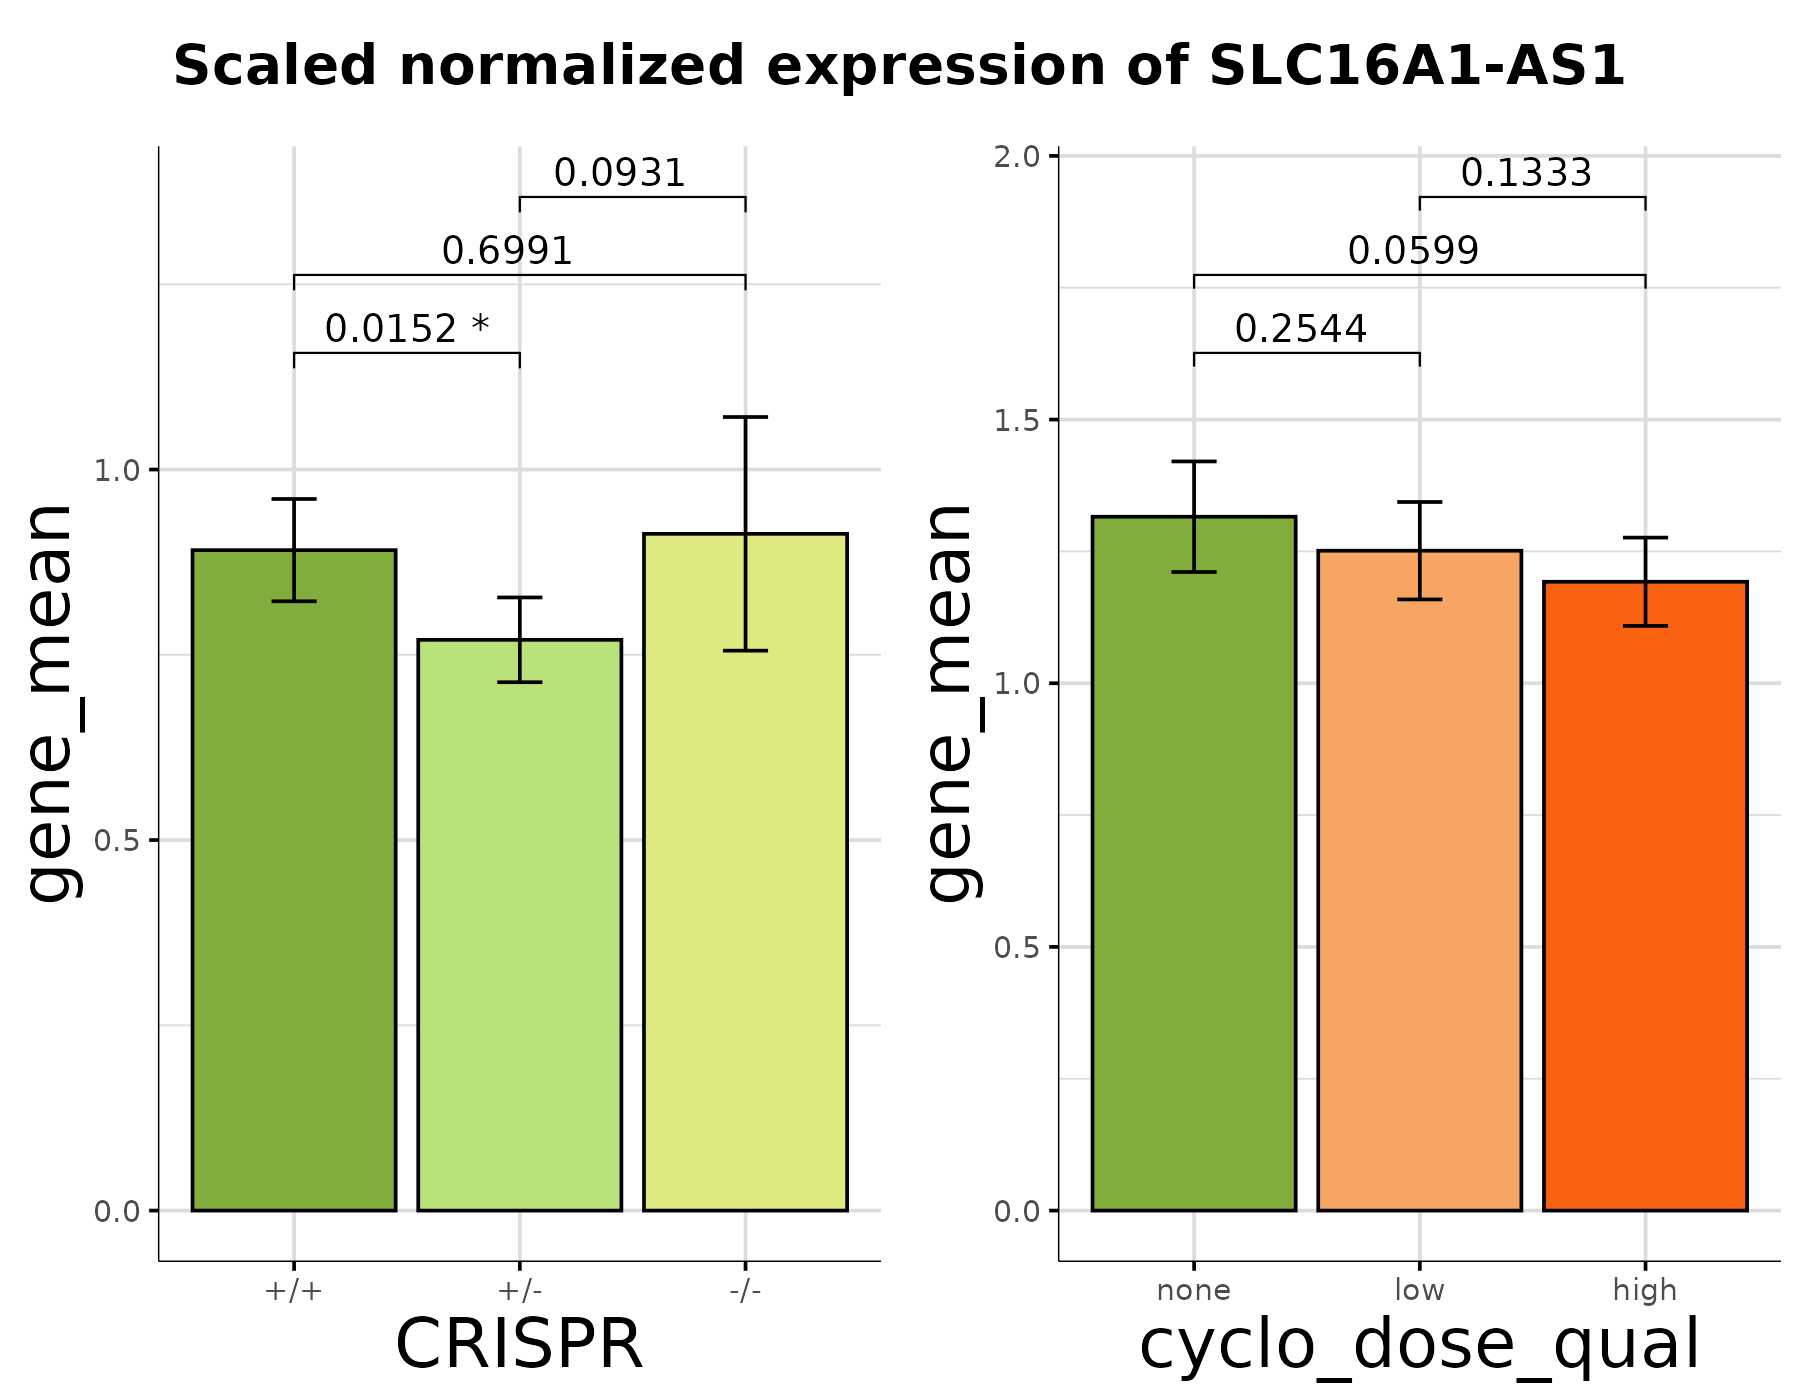 Scaled normalized expression of SLC16A1-AS1
gene_mean
1.0
0.5
0.0
0.0931
0.6991
0.0152 *
+/+ +/- -/-
CRISPR
gene_mean
2.0
1.5
1.0
0.5
0.0
0.1333
0.0599
0.2544
none low high
cyclo_dose_qual